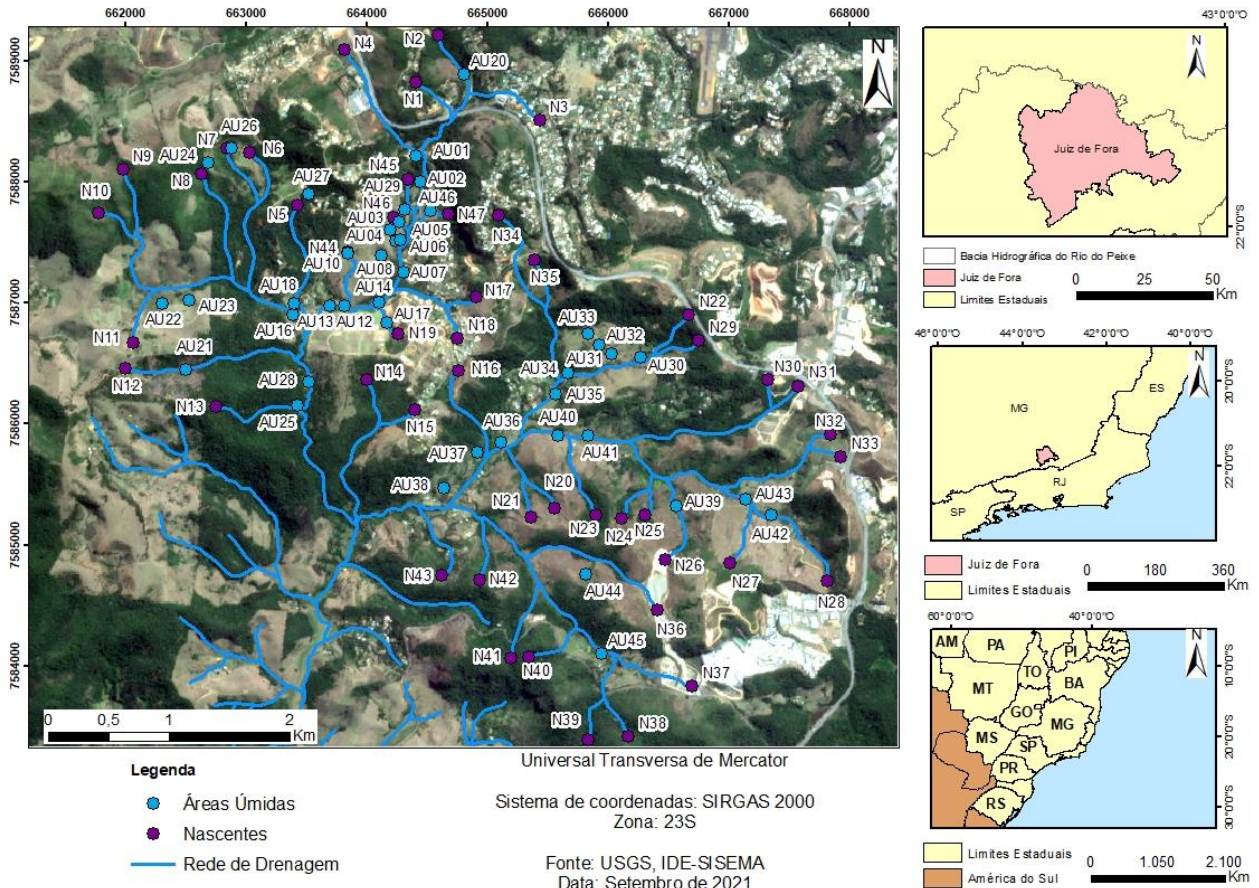 662000 663000 664000 665000 666000 667000 668000
7589000
7588000
7587000
7586000
7585000
7584000
N
N4
N2
AU20
N1
N3
AU26
N7
N6
N9
AU24
N8
N10
AU01
N45
AU02
AU29
AU27
N46
AU46
N5
AU03
N47
N34
AU04
AU05
AU06
N44
AU10
AU08
N35
AU07
AU18
AU14
N17
N22
AU23
AU22
AU16
AU13
AU12
AU17
N19
N18
AU33
AU32
N29
N11
AU21
AU31
AU30
N12
AU34
AU28
N14
N16
N30
N31
N13
AU25
N15
AU35
AU36
AU40
AU41
N32
N33
AU37
AU38
N21
N20
N23
N24
N25
AU39
AU43
AU42
N43
N42
AU44
N26
N27
N28
N36
AU45
N41
N40
N37
N39
N38
0 0,5 1 2
Km
Legenda
Áreas Úmidas
Nascentes
Rede de Drenagem
Universal Transversa de Mercator
Sistema de coordenadas: SIRGAS 2000
Zona: 23S
Fonte: USGS, IDE-SISEMA
Data: Setembro de 2021
43°0'0"O
N
Juiz de Fora
22°0'0"S
Bacia Hidrográfica do Rio do Peixe
Juiz de Fora
Limites Estaduais
0 25 50
Km
46°0'0"O 44°0'0"O 42°0'0"O 40°0'0"O
N
20°0'0"S
22°0'0"S
ES
MG
RJ
SP
Juiz de Fora
Limites Estaduais
0 180 360
Km
60°0'0"O 40°0'0"O
N
10°0'0"S
20°0'0"S
30°0'0"S
AM
PA
PI
TO
MT
BA
GO
MG
MS
SP
PR
RS
Limites Estaduais
América do Sul
0 1.050 2.100
Km